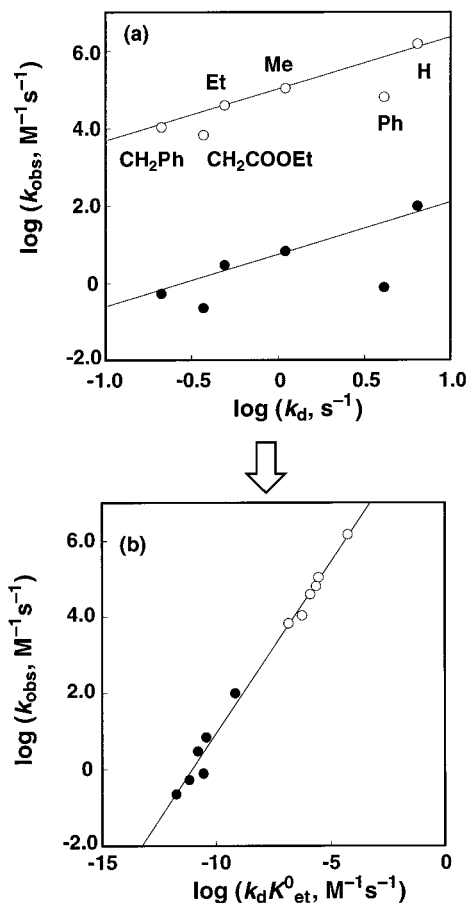 (a)
6.0
4.0
2.0
0
-2.0
log (kobs, M⁻¹s⁻¹)
Et
Me
H
CH₂Ph
CH₂COOEt
Ph
-1.0
-0.5
0
0.5
1.0
log (kd, s⁻¹)
(b)
6.0
4.0
2.0
0
-2.0
log (kobs, M⁻¹s⁻¹)
-15
-10
-5
0
log (kdK⁰et, M⁻¹s⁻¹)